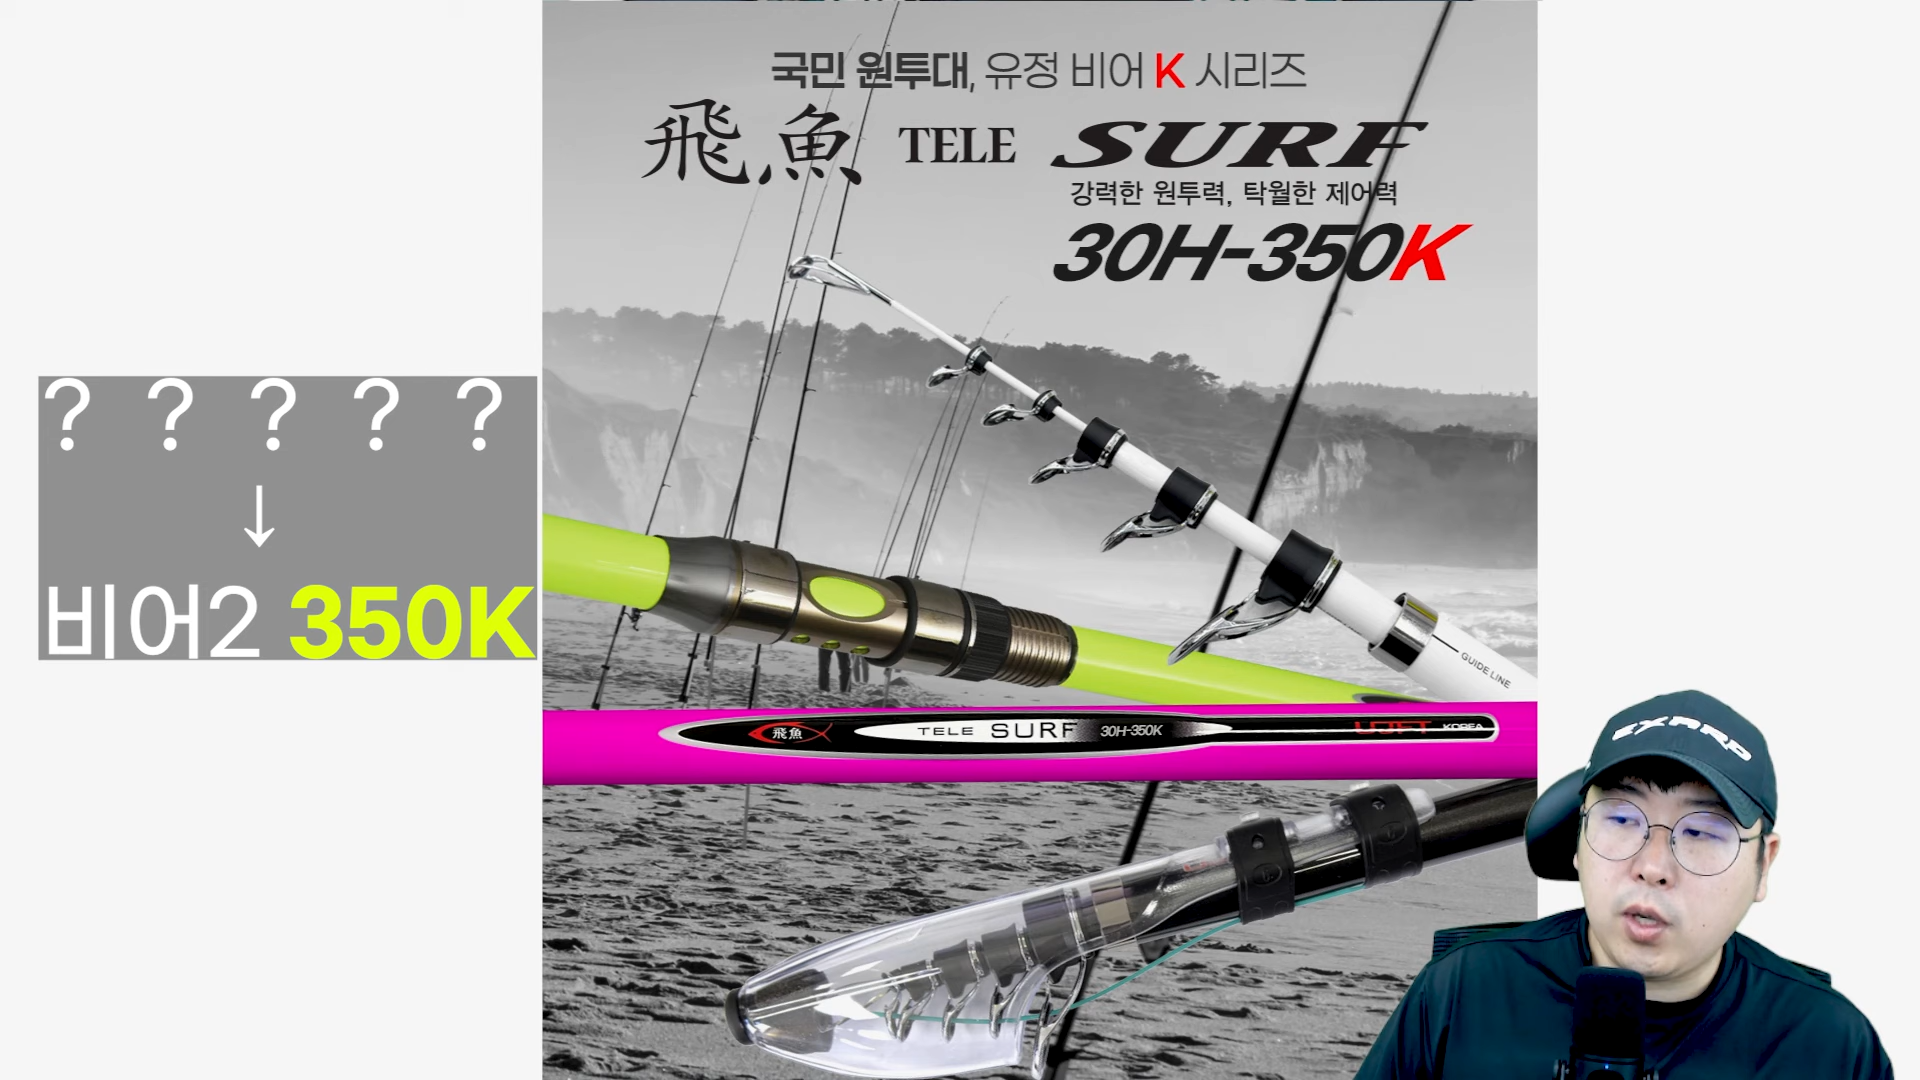 국민 원투대, 유정 비어 K 시리즈
飛魚 TELE SURF
강력한 원투력, 탁월한 제어력
30H-350K
? ? ? ? ?
↓
비어2 350K
GUIDE LINE
飛魚 TELE SURF 30H-350K UJFT KOREA